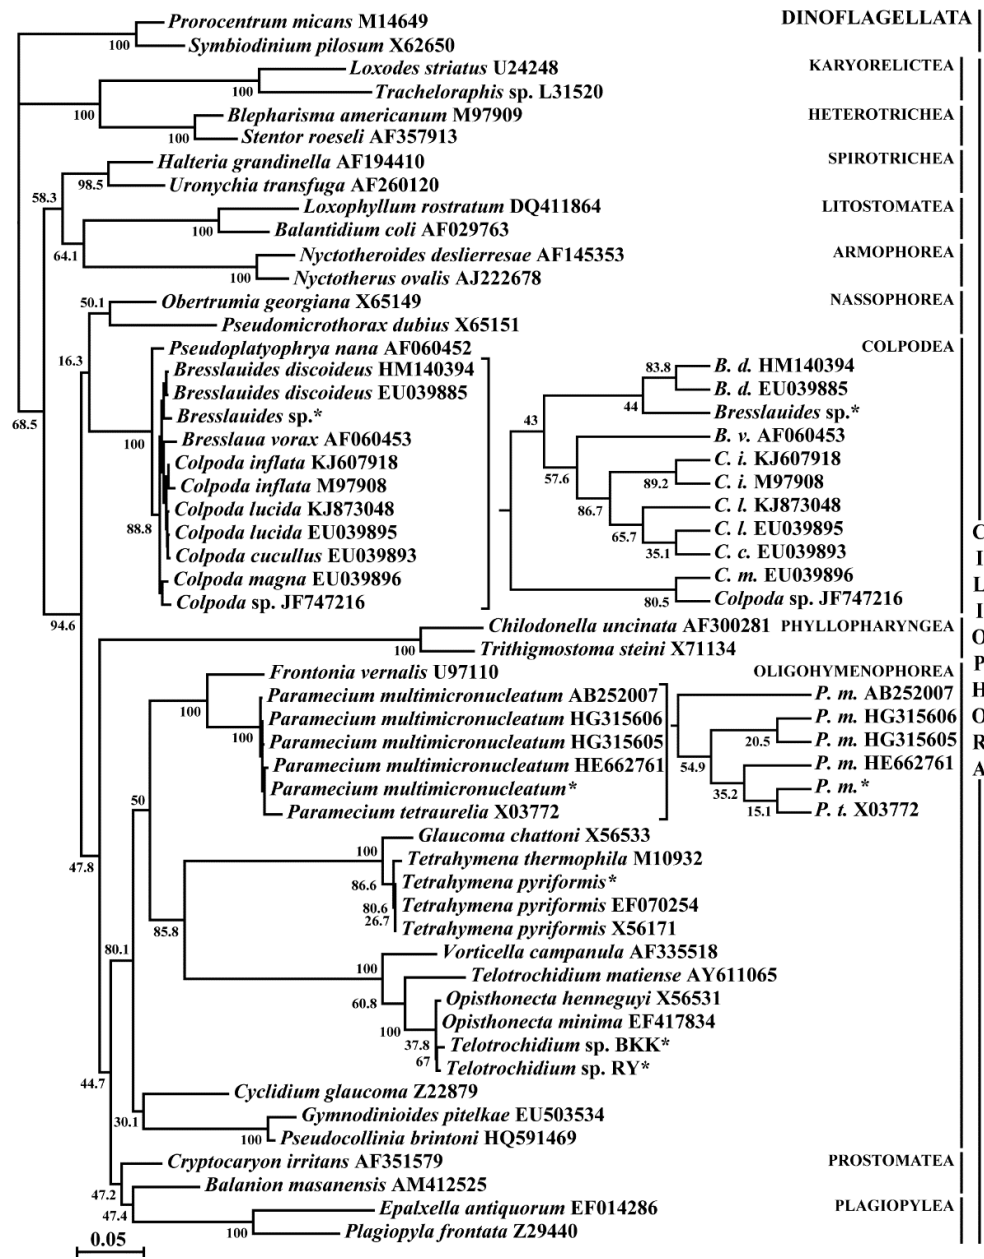 Prorocentrum micans M14649 DINOFLAGELLATA
100 Symbiodinium pilosum X62650
Loxodes striatus U24248 KARYORELICTEA
100 Tracheloraphis sp. L31520
100 Blepharisma americanum M97909 HETEROTRICHEA
100 Stentor roeseli AF357913
Halteria grandinella AF194410 SPIROTRICHEA
58.3 98.5 Uronychia transfuga AF260120
Loxophyllum rostratum DQ411864 LITOSTOMATEA
100 Balantidium coli AF029763
64.1 Nyctotheroides deslierresae AF145353 ARMOPHOREA
100 Nyctotherus ovalis AJ222678
50.1 Obertrumia georgiana X65149 NASSOPHOREA
Pseudomicrothorax dubius X65151
16.3 Pseudoplatyophrya nana AF060452 COLPODEA
Bresslauides discoideus HM140394 83.8 B. d. HM140394
Bresslauides discoideus EU039885 B. d. EU039885
68.5 Bresslauides sp.* 44 Bresslauides sp.*
100 Bresslaua vorax AF060453 43 B. v. AF060453
Colpoda inflata KJ607918 C. i. KJ607918
Colpoda inflata M97908 57.6 89.2 C. i. M97908
Colpoda lucida KJ873048 86.7 C. l. KJ873048
88.8 Colpoda lucida EU039895 65.7 C. l. EU039895
Colpoda cucullus EU039893 35.1 C. c. EU039893
Colpoda magna EU039896 C. m. EU039896
Colpoda sp. JF747216 80.5 Colpoda sp. JF747216
94.6 Chilodonella uncinata AF300281 PHYLLOPHARYNGEA
100 Trithigmostoma steini X71134
Frontonia vernalis U97110 OLIGOHYMENOPHOREA
Paramecium multimicronucleatum AB252007 P. m. AB252007
100 Paramecium multimicronucleatum HG315606 P. m. HG315606
100 Paramecium multimicronucleatum HG315605 20.5 P. m. HG315605
Paramecium multimicronucleatum HE662761 54.9 P. m. HE662761
Paramecium multimicronucleatum* 35.2 P. m.*
50 Paramecium tetraurelia X03772 15.1 P. t. X03772
Glaucoma chattoni X56533
100 Tetrahymena thermophila M10932
47.8 86.6 Tetrahymena pyriformis*
80.6 Tetrahymena pyriformis EF070254
85.8 26.7 Tetrahymena pyriformis X56171
80.1 Vorticella campanula AF335518
100 Telotrochidium matiense AY611065
60.8 Opisthonecta henneguyi X56531
100 Opisthonecta minima EF417834
37.8 Telotrochidium sp. BKK*
44.7 67 Telotrochidium sp. RY*
Cyclidium glaucoma Z22879
30.1 Gymnodinioides pitelkae EU503534
100 Pseudocollinia brintoni HQ591469
Cryptocaryon irritans AF351579 PROSTOMATEA
47.2 Balanion masanensis AM412525
47.4 Epalxella antiquorum EF014286 PLAGIOPYLEA
100 Plagiopyla frontata Z29440
0.05
CILIOPHORA